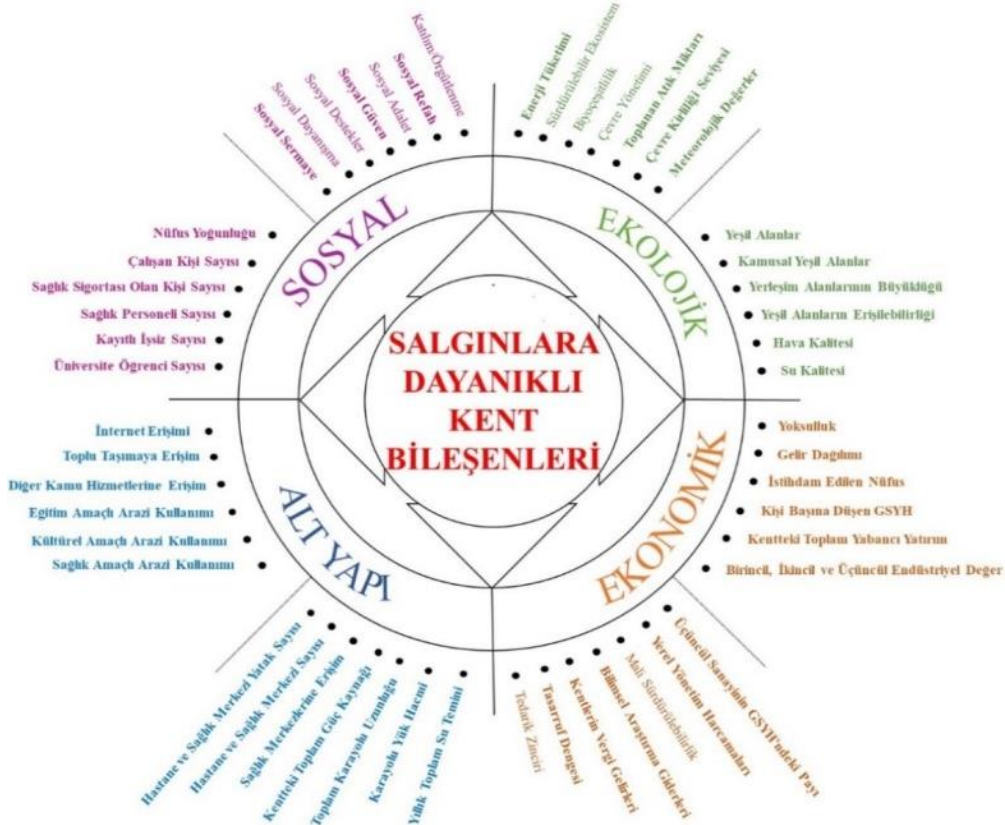 Sosyal Sermaye
Sosyal Dayanışma
Sosyal Destekler
Sosyal Güven
Sosyal Adalet
Sosyal Refah
Katılım/Örgütlenme
Enerji Tüketimi
Sürdürülebilir Ekosistem
Biyoçeşitlilik
Çevre Yönetimi
Toplanan Atık Miktarı
Çevre Kirliliği Seviyesi
Meteorolojik Değerler
Nüfus Yoğunluğu
Çalışan Kişi Sayısı
Sağlık Sigortası Olan Kişi Sayısı
Sağlık Personeli Sayısı
Kayıtlı İşsiz Sayısı
Üniversite Öğrenci Sayısı
SOSYAL
EKOLOJİK
Yeşil Alanlar
Kamusal Yeşil Alanlar
Yerleşim Alanlarının Büyüklüğü
Yeşil Alanların Erişilebilirliği
Hava Kalitesi
Su Kalitesi
SALGINLARA
DAYANIKLI
KENT
BİLEŞENLERİ
İnternet Erişimi
Toplu Taşımaya Erişim
Diğer Kamu Hizmetlerine Erişim
Eğitim Amaçlı Arazi Kullanımı
Kültürel Amaçlı Arazi Kullanımı
Sağlık Amaçlı Arazi Kullanımı
ALT YAPI
EKONOMİK
Yoksulluk
Gelir Dağılımı
İstihdam Edilen Nüfus
Kişi Başına Düşen GSYH
Kentteki Toplam Yabancı Yatırım
Birincil, İkincil ve Üçüncül Endüstriyel Değer
Hastane ve Sağlık Merkezi Yatak Sayısı
Hastane ve Sağlık Merkezi Sayısı
Sağlık Merkezlerine Erişim
Kentteki Toplum Güç Kaynağı
Toplam Karayolu Uzunluğu
Karayolu Yük Hacmi
Yıllık Toplam Su Temini
Tedarik Zinciri
Tasarruf Dengesi
Kentlerin Vergi Gelirleri
Bilimsel Araştırma Giderleri
Mali Sürdürülebilirlik
Yerel Yönetim Harcamaları
Üçüncül Sanayinin GSYH'ndeki Payı